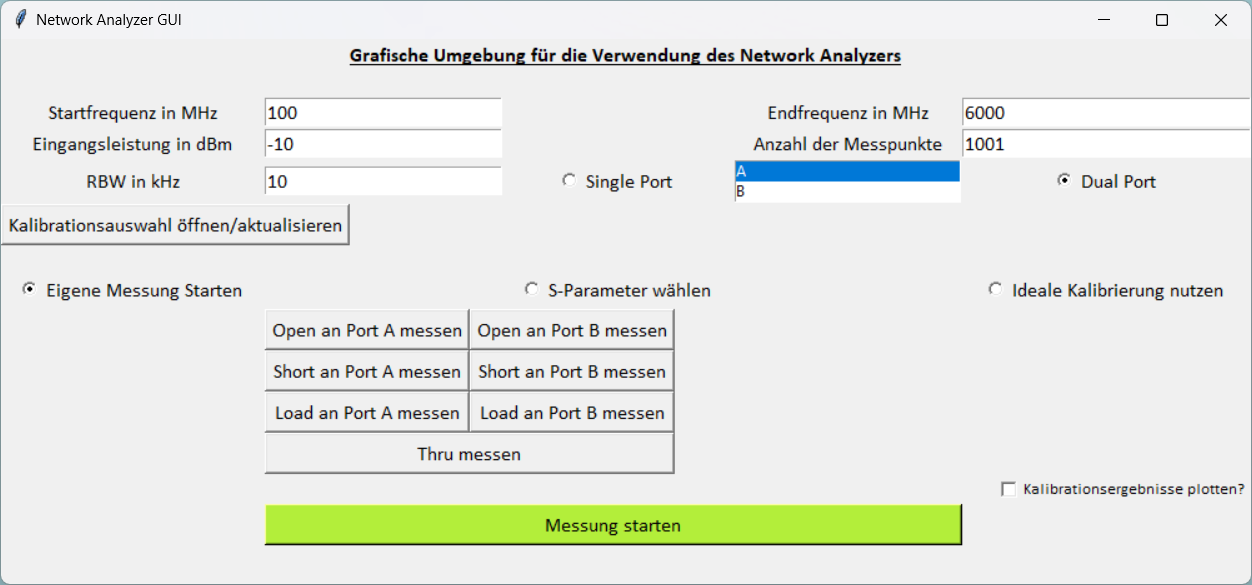 Network Analyzer GUI
Grafische Umgebung für die Verwendung des Network Analyzers
Startfrequenz in MHz 100 Endfrequenz in MHz 6000
Eingangsleistung in dBm -10 Anzahl der Messpunkte 1001
RBW in kHz 10 Single Port A Dual Port
B
Kalibrationsauswahl öffnen/aktualisieren
Eigene Messung Starten S-Parameter wählen Ideale Kalibrierung nutzen
Open an Port A messen Open an Port B messen
Short an Port A messen Short an Port B messen
Load an Port A messen Load an Port B messen
Thru messen
Kalibrationsergebnisse plotten?
Messung starten